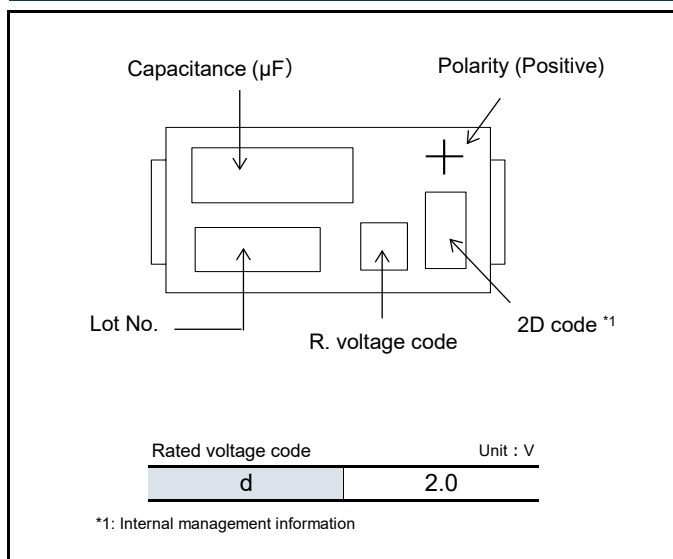 Capacitance (µF) Polarity (Positive)
+
Lot No.
R. voltage code
2D code *1
Rated voltage code Unit : V
d 2.0
*1: Internal management information